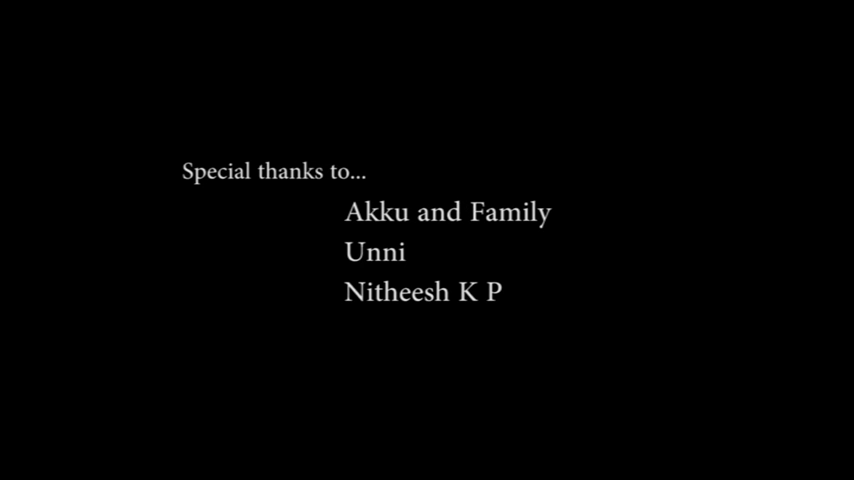 Special thanks to...
Akku and Family
Unni
Nitheesh K P